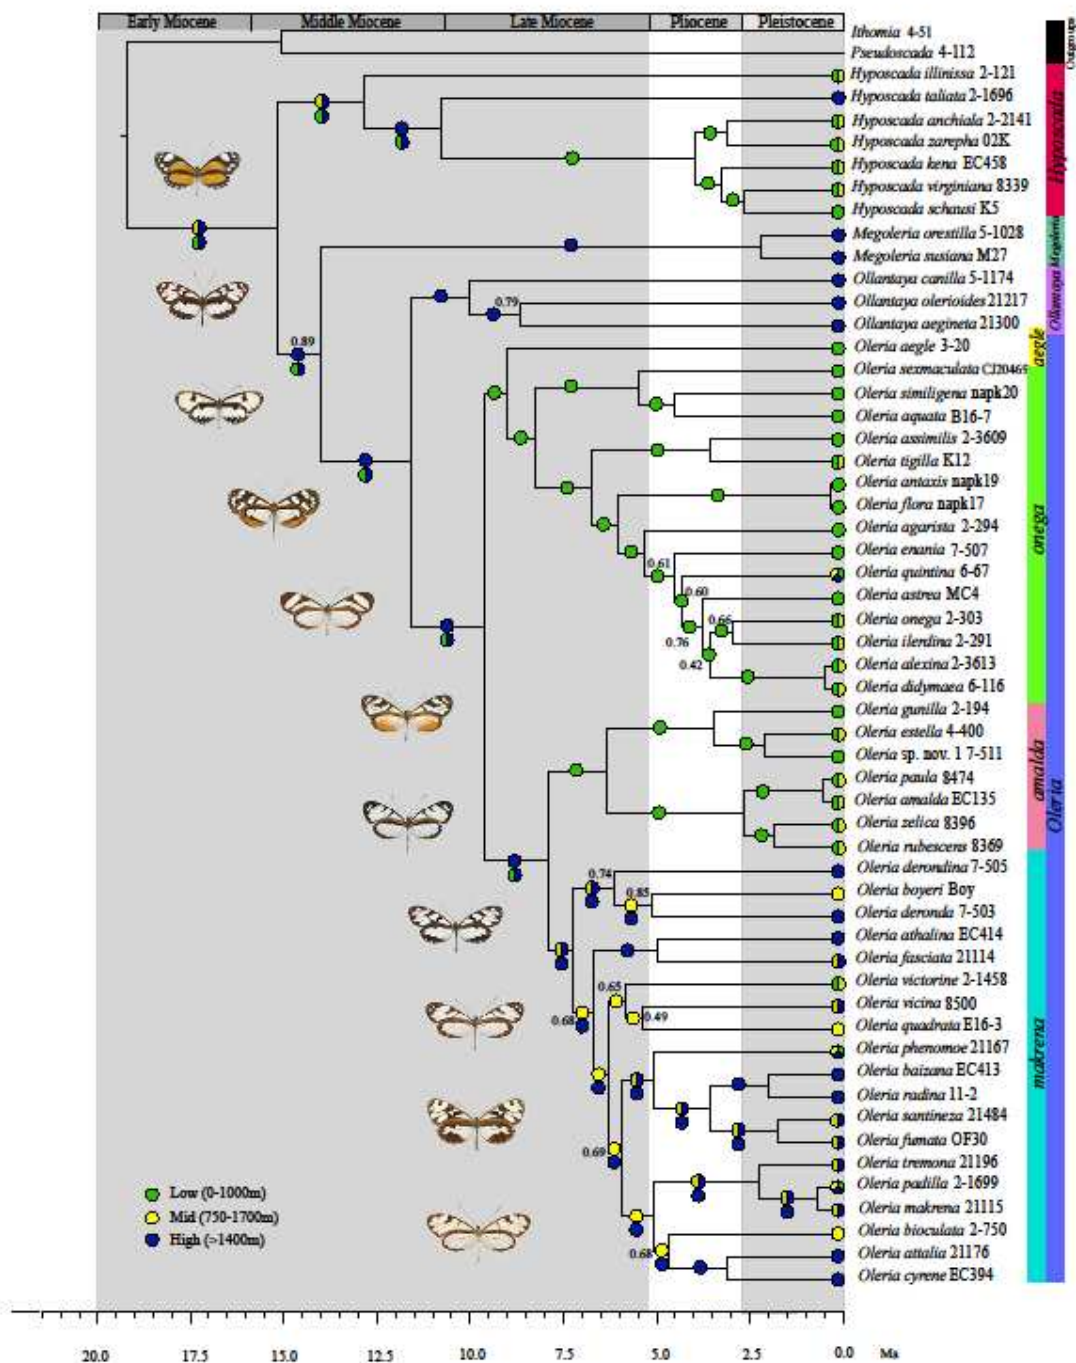 Early Miocene Middle Miocene Late Miocene Pliocene Pleistocene
Ithomia 4-51
Pseudoscada 4-112
Hyposcada illinissa 2-121
Hyposcada taliata 2-1696
Hyposcada anchiala 2-2141
Hyposcada zarepha 02K
Hyposcada kena EC458
Hyposcada virginiana 8339
Hyposcada schausi K5
Megoleria orestilla 5-1028
Megoleria susiana M27
Ollantaya canilla 5-1174
0.79
Ollantaya olerioides 21217
Ollantaya aegineta 21300
0.89
Oleria aegle 3-20
Oleria sexmaculata CJ20465
Oleria similigena napk20
Oleria aquata B16-7
Oleria assimilis 2-3609
Oleria tigilla K12
Oleria antaxis napk19
Oleria flora napk17
Oleria agarista 2-294
Oleria enania 7-507
0.61
Oleria quintina 6-67
0.60
Oleria astrea MC4
0.66
Oleria onega 2-303
0.76
Oleria ilerdina 2-291
0.42
Oleria alexina 2-3613
Oleria didymaea 6-116
Oleria gunilla 2-194
Oleria estella 4-400
Oleria sp. nov. 1 7-511
Oleria paula 8474
Oleria amalda EC135
Oleria zelica 8396
Oleria rubescens 8369
0.74
Oleria derondina 7-505
0.85
Oleria boyeri Boy
Oleria deronda 7-503
Oleria athalina EC414
Oleria fasciata 21114
0.65
Oleria victorine 2-1458
Oleria vicina 8500
0.68
0.49
Oleria quadrata E16-3
Oleria phenomoe 21167
Oleria baizana EC413
Oleria radina 11-2
Oleria santineza 21484
Oleria fumata OF30
0.69
Oleria tremona 21196
Oleria padilla 2-1699
Oleria makrena 21115
Oleria bioculata 2-750
0.68
Oleria attalia 21176
Oleria cyrene EC394
Low (0-1000m)
Mid (750-1700m)
High (>1400m)
Outgroups
Hyposcada
Megoleria
Ollantaya
aegle
onega
amalda
Oleria
makrena
20.0 17.5 15.0 12.5 10.0 7.5 5.0 2.5 0.0 Ma